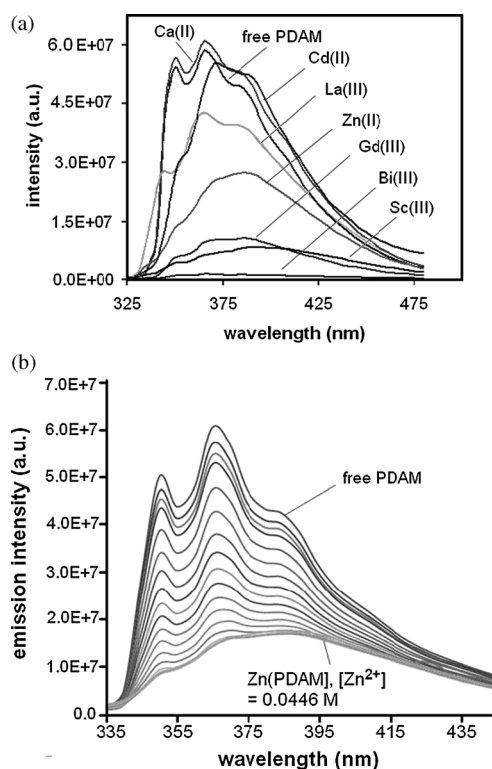 (a)
6.0E+07
4.5E+07
3.0E+07
1.5E+07
0.0E+00
intensity (a.u.)
Ca(II)
free PDAM
Cd(II)
La(III)
Zn(II)
Gd(III)
Bi(III)
Sc(III)
325 375 425 475
wavelength (nm)
(b)
7.0E+7
6.0E+7
5.0E+7
4.0E+7
3.0E+7
2.0E+7
1.0E+7
0.0
emission intensity (a.u.)
free PDAM
Zn(PDAM], [Zn2+]
= 0.0446 M
335 355 375 395 415 435
wavelength (nm)